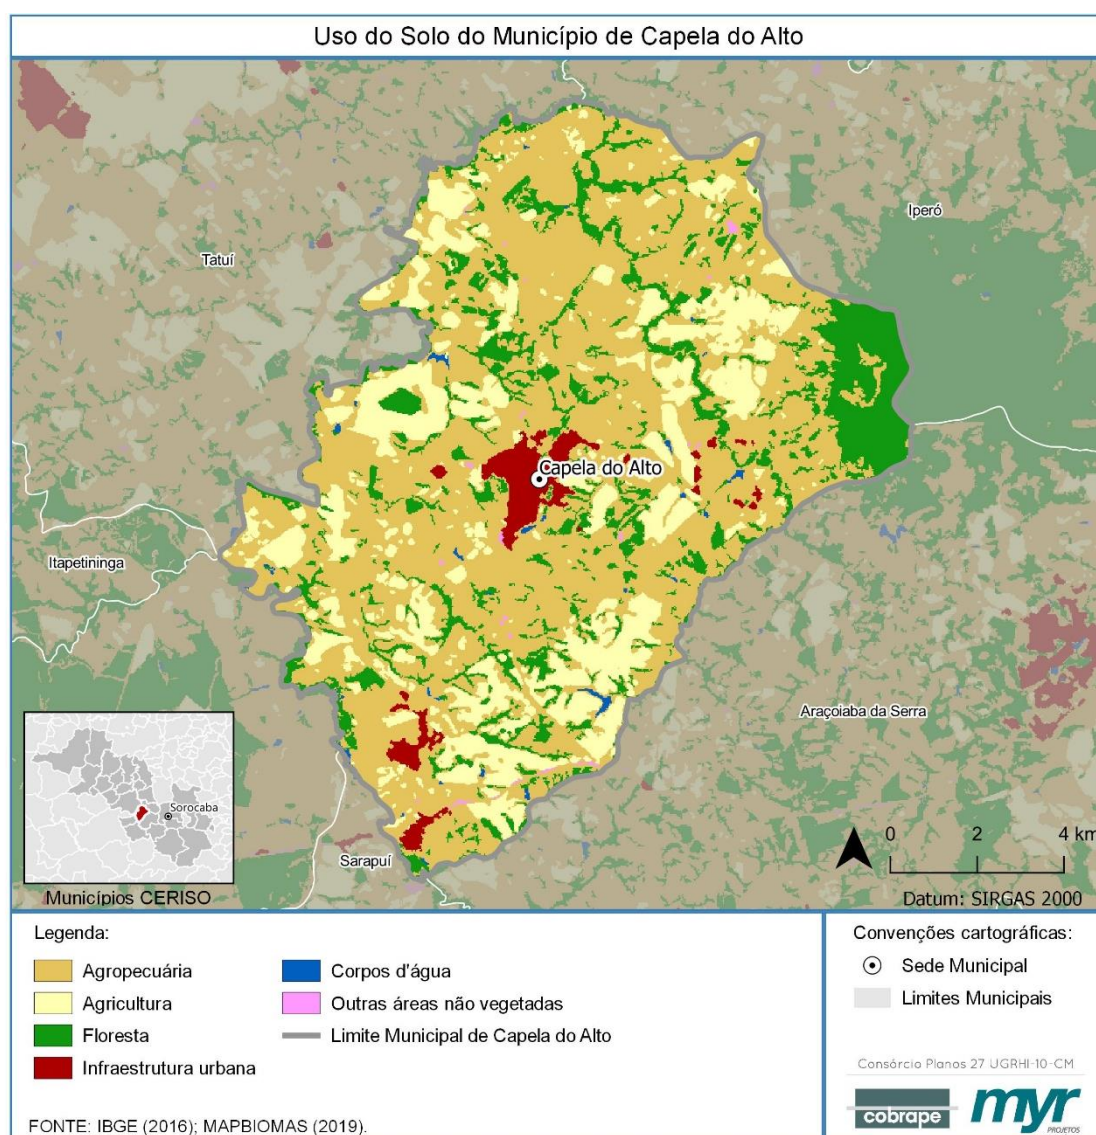 Uso do Solo do Município de Capela do Alto
Iperó
Tatuí
Capela do Alto
Itapetininga
Araçoiaba da Serra
Sorocaba
Sarapuí
0 2 4 km
Municípios CERISO
Datum: SIRGAS 2000
Legenda:
Agropecuária
Agricultura
Floresta
Infraestrutura urbana
Corpos d'água
Outras áreas não vegetadas
Limite Municipal de Capela do Alto
FONTE: IBGE (2016); MAPBIOMAS (2019).
Convenções cartográficas:
Sede Municipal
Limites Municipais
Consórcio Planos 27 UGRHI-10-CM
cobrape
myr
PROJETOS